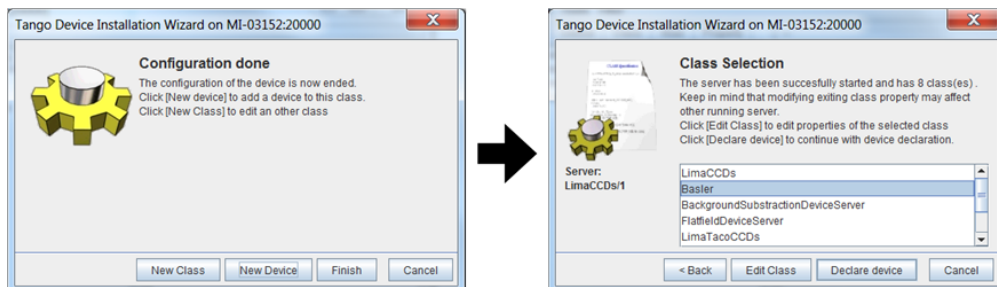 Tango Device Installation Wizard on MI-03152:20000
X
Configuration done
The configuration of the device is now ended.
Click [New device] to add a device to this class.
Click [New Class] to edit an other class
New Class
New Device
Finish
Cancel
Tango Device Installation Wizard on MI-03152:20000
X
Class Selection
The server has been succesfully started and has 8 class(es) .
Keep in mind that modifying exiting class property may affect
other running server.
Click [Edit Class] to edit properties of the selected class
Click [Declare device] to continue with device declaration.
Server:
LimaCCDs/1
LimaCCDs
Basler
BackgroundSubstractionDeviceServer
FlatfieldDeviceServer
LimaTacoCCDs
< Back
Edit Class
Declare device
Cancel